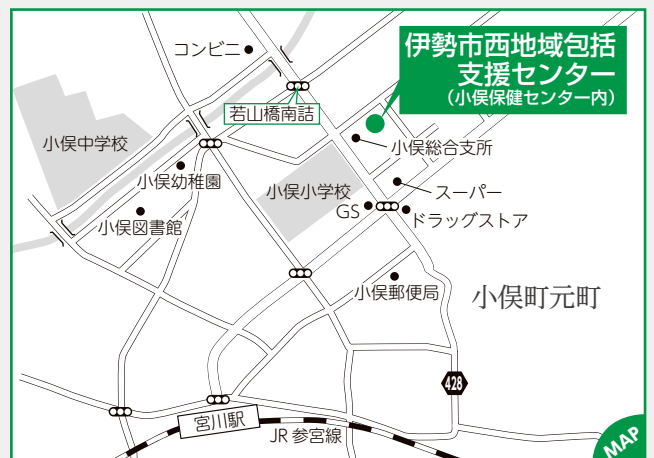 コンビニ
伊勢市西地域包括
支援センター
(小俣保健センター内)
若山橋南詰
小俣中学校
小俣総合支所
小俣幼稚園
小俣小学校
スーパー
GS
ドラッグストア
小俣図書館
小俣郵便局
小俣町元町
428
宮川駅
JR 参宮線
MAP